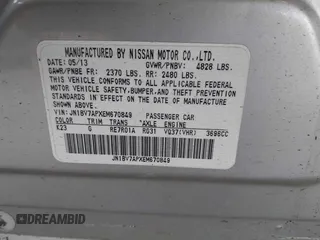 MANUFACTURED BY NISSAN MOTOR CO.,LTD.
DATE: 05/13 GVWR/PNBV: 4828 LBS.
GAWR/PNBE FR: 2370 LBS. RR: 2480 LBS.
THIS VEHICLE CONFORMS TO ALL APPLICABLE FEDERAL
MOTOR VEHICLE SAFETY, BUMPER, AND THEFT
PREVENTION STANDARDS IN EFFECT ON THE DATE OF
MANUFACTURE SHOWN ABOVE.
VIN: JN1BV7APXEM670849 PASSENGER CAR
COLOR TRIM TRANS AXLE ENGINE
K23 G RE7R01A RG31 VQ37(VHR) 3696CC
JN1BV7APXEM670849
DREAMBID